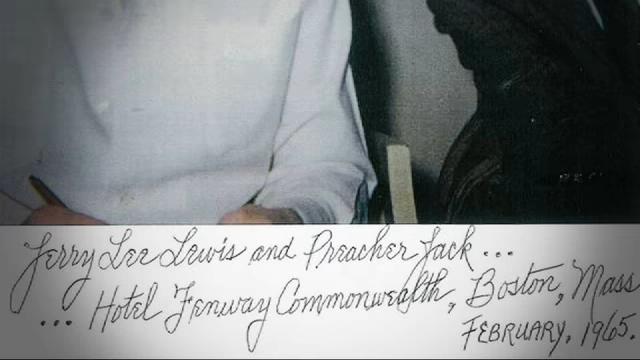 Jerry Lee Lewis and Preacher Jack ...
... Hotel Fenway Commonwealth, Boston, Mass
FEBRUARY, 1965.